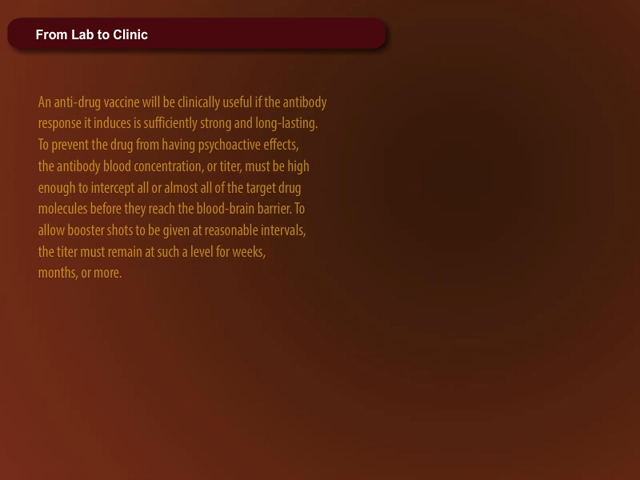 From Lab to Clinic
An anti-drug vaccine will be clinically useful if the antibody
response it induces is sufficiently strong and long-lasting.
To prevent the drug from having psychoactive effects,
the antibody blood concentration, or titer, must be high
enough to intercept all or almost all of the target drug
molecules before they reach the blood-brain barrier. To
allow booster shots to be given at reasonable intervals,
the titer must remain at such a level for weeks,
months, or more.